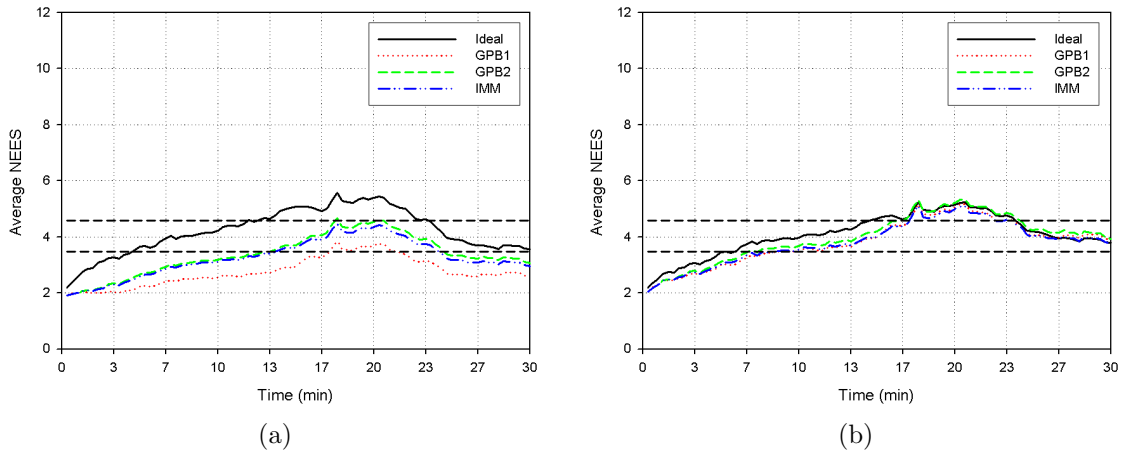 12
10
8
6
4
2
0
Average NEES
Ideal
GPB1
GPB2
IMM
0 3 7 10 13 17 20 23 27 30
Time (min)
(a)
12
10
8
6
4
2
0
Average NEES
Ideal
GPB1
GPB2
IMM
0 3 7 10 13 17 20 23 27 30
Time (min)
(b)